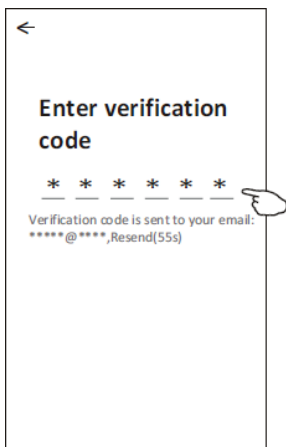 Enter verification
code
* * * * * *
Verification code is sent to your email:
*****@****,Resend(55s)